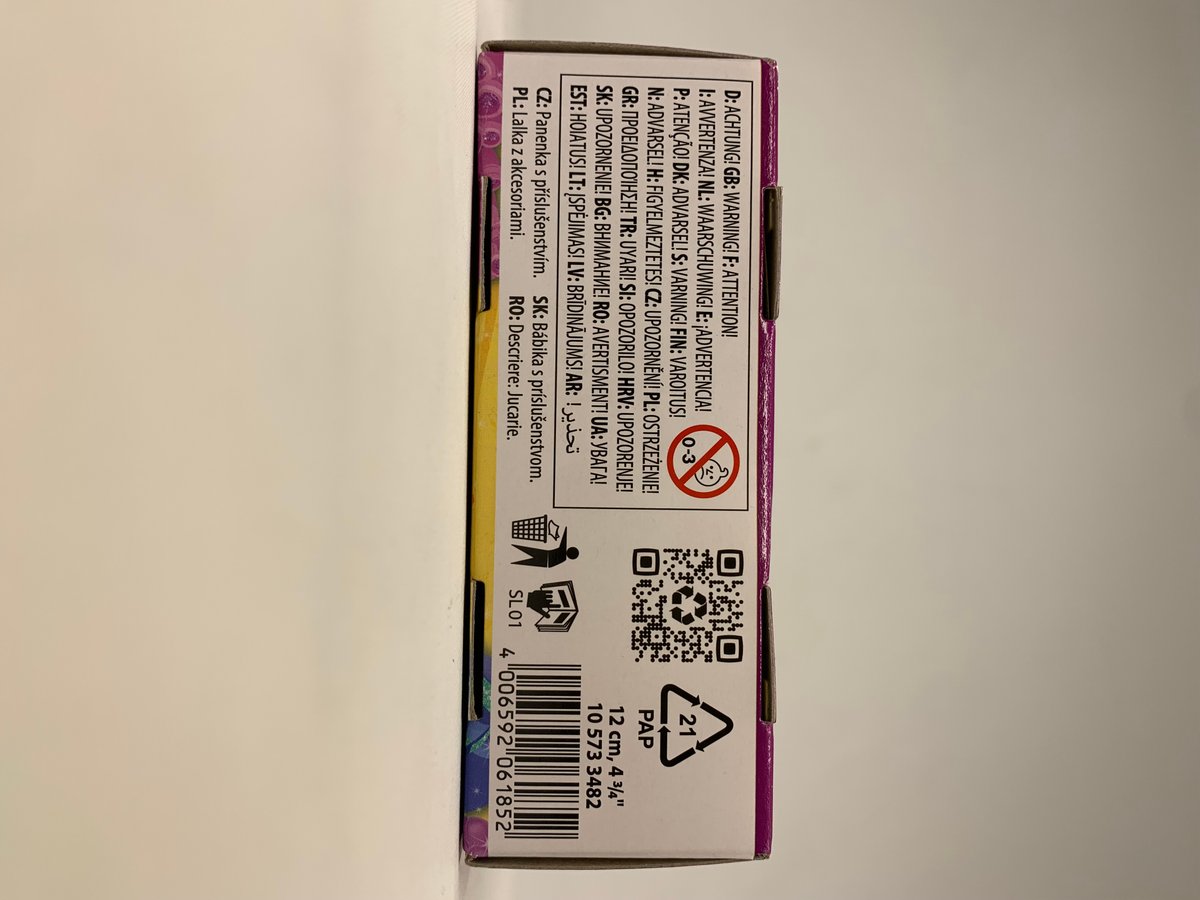 D: ACHTUNG! GB: WARNING! F: ATTENTION!
I: AVVERTENZA! NL: WAARSCHUWING! E: ¡ADVERTENCIA!
P: ATENÇÃO! DK: ADVARSEL! S: VARNING! FIN: VAROITUS!
N: ADVARSEL! H: FIGYELMEZTETES! CZ: UPOZORNĚNÍ! PL: OSTRZEŻENIE!
GR: ΠΡΟΕΙΔΟΠΟΙΗΣΗ! TR: UYARI! SI: OPOZORILO! HRV: UPOZORENJE!
SK: UPOZORNENIE! BG: ВНИМАНИЕ! RO: AVERTISMENT! UA: УВАГА!
EST: HOIATUS! LT: ĮSPĖJIMAS! LV: BRĪDINĀJUMS! AR: تحذير!
0-3
CZ: Panenka s příslušenstvím. SK: Bábika s príslušenstvom.
PL: Lalka z akcesoriami. RO: Descriere: Jucarie.
SL01
21
PAP
12 cm, 4 ¾"
10 573 3482
4 006592 061852